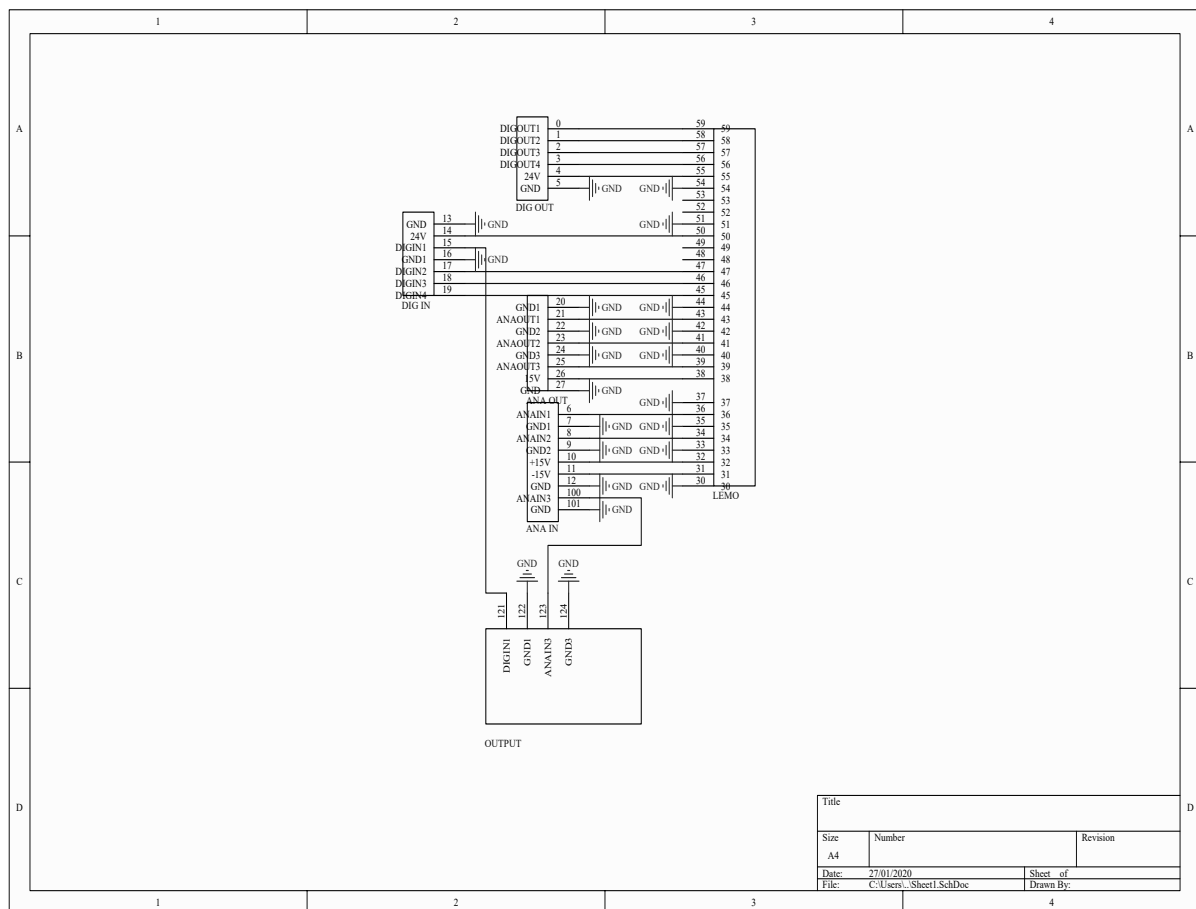 1 2 3 4
A A
DIGOUT1 0 59 59
DIGOUT2 1 58 58
DIGOUT3 2 57 57
DIGOUT4 3 56 56
24V 4 55 55
GND 5 GND GND 54 54
53 53
DIG OUT 52 52
GND 13 GND GND 51 51
24V 14 50 50
DIGIN1 15 49 49
GND1 16 GND 48 48
DIGIN2 17 47 47
DIGIN3 18 46 46
DIGIN4 19 45 45
DIG IN
GND1 20 GND GND 44 44
ANAOUT1 21 43 43
GND2 22 GND GND 42 42
ANAOUT2 23 41 41
B B
GND3 24 GND GND 40 40
ANAOUT3 25 39 39
15V 26 38 38
GND 27 GND
ANA OUT GND 37 37
ANAIN1 6 36 36
GND1 7 GND GND 35 35
ANAIN2 8 34 34
GND2 9 GND GND 33 33
+15V 10 32 32
-15V 11 31 31
GND 12 GND GND 30 30
LEMO
ANAIN3 100
GND 101 GND
ANA IN
GND GND
C C
121 122 123 124
DIGIN1 GND1 ANAIN3 GND3
OUTPUT
D D
Title
Size Number Revision
A4
Date: 27/01/2020 Sheet of
File: C:\Users\..\Sheet1.SchDoc Drawn By:
1 2 3 4